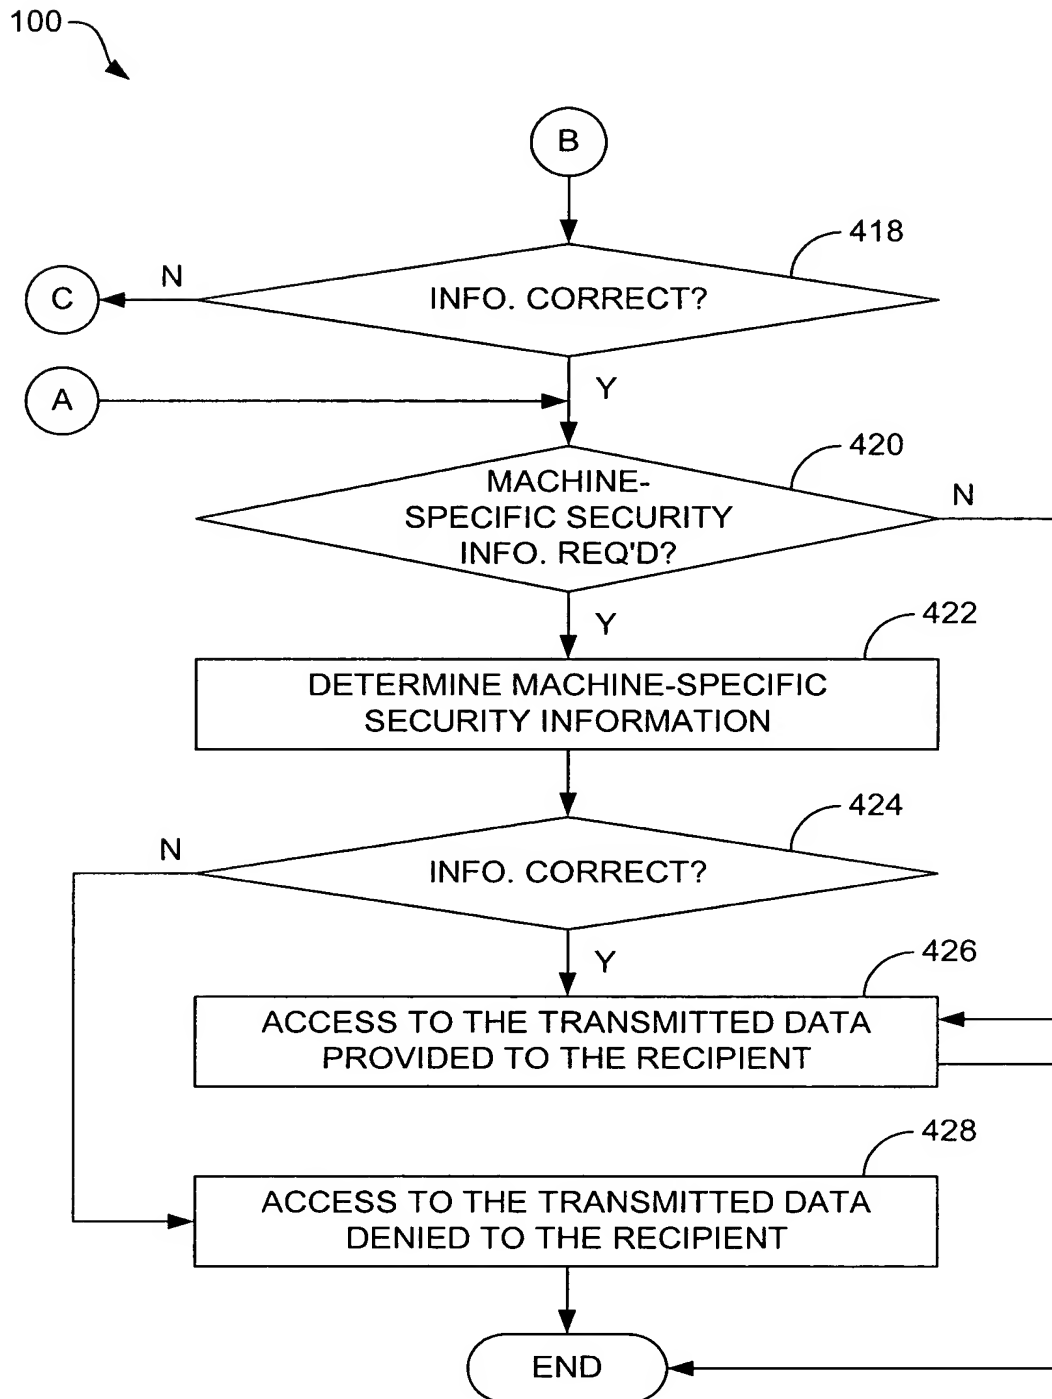 100
B
418
N
C
INFO. CORRECT?
A
Y
420
MACHINE-
SPECIFIC SECURITY
INFO. REQ'D?
N
Y
422
DETERMINE MACHINE-SPECIFIC
SECURITY INFORMATION
424
N
INFO. CORRECT?
Y
426
ACCESS TO THE TRANSMITTED DATA
PROVIDED TO THE RECIPIENT
428
ACCESS TO THE TRANSMITTED DATA
DENIED TO THE RECIPIENT
END